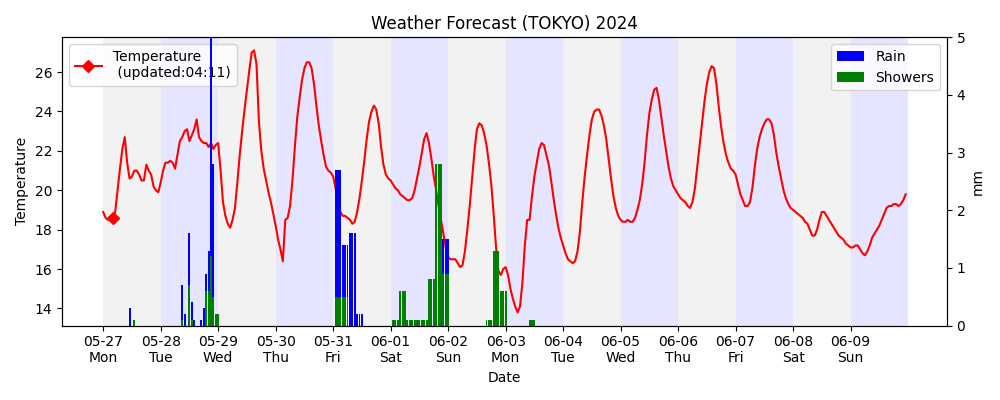 Weather Forecast (TOKYO) 2024
Temperature
(updated:04:11)
Rain
Showers
Temperature
26
24
22
20
18
16
14
5
4
3
2
1
0
mm
05-27 05-28 05-29 05-30 05-31 06-01 06-02 06-03 06-04 06-05 06-06 06-07 06-08 06-09
Mon Tue Wed Thu Fri Sat Sun Mon Tue Wed Thu Fri Sat Sun
Date